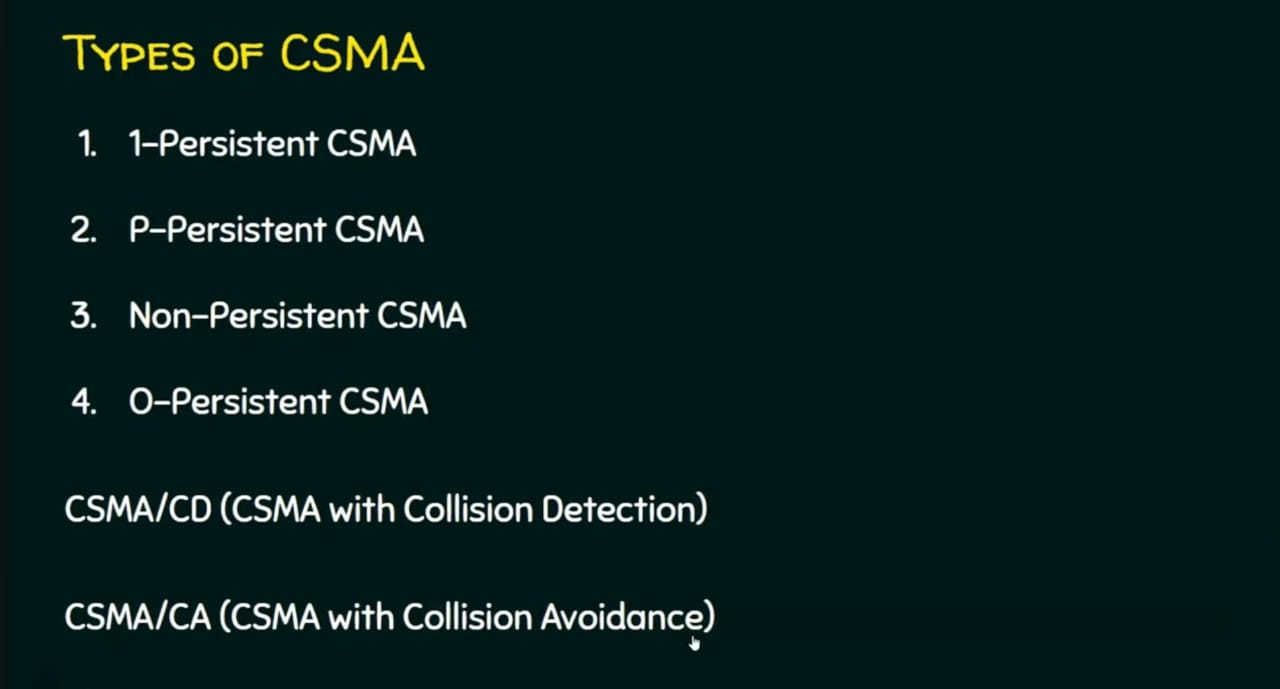 Types of CSMA
1. 1-Persistent CSMA
2. P-Persistent CSMA
3. Non-Persistent CSMA
4. O-Persistent CSMA
CSMA/CD (CSMA with Collision Detection)
CSMA/CA (CSMA with Collision Avoidance)